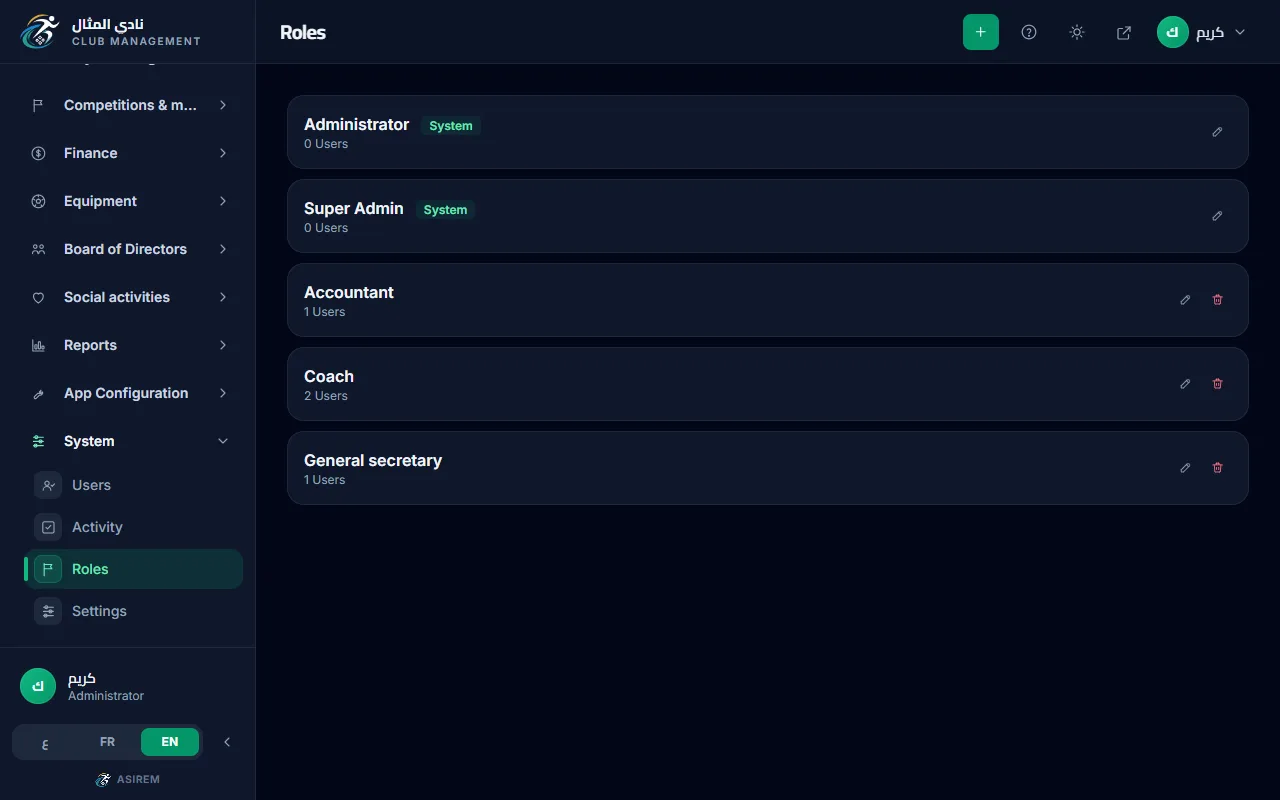 نادي المثال
CLUB MANAGEMENT
Competitions & m...
Finance
Equipment
Board of Directors
Social activities
Reports
App Configuration
System
Users
Activity
Roles
Settings
كريم
Administrator
ع
FR
EN
ASIREM
Roles
ك
كريم
Administrator
System
0 Users
Super Admin
System
0 Users
Accountant
1 Users
Coach
2 Users
General secretary
1 Users